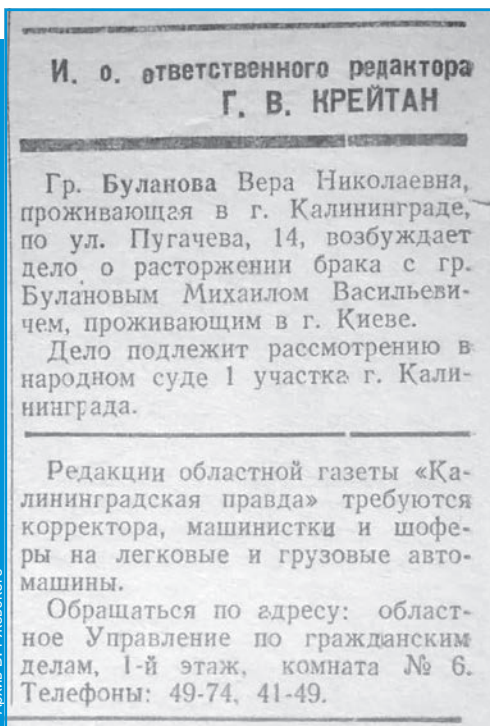 И. о. ответственного редактора
Г. В. КРЕЙТАН
Гр. Буланова Вера Николаевна,
проживающая в г. Калининграде,
по ул. Пугачева, 14, возбуждает
дело о расторжении брака с гр.
Булановым Михаилом Васильеви-
чем, проживающим в г. Киеве.
Дело подлежит рассмотрению в
народном суде 1 участка г. Кали-
нинграда.
Редакции областной газеты «Ка-
лининградская правда» требуются
корректора, машинистки и шофе-
ры на легковые и грузовые авто-
машины.
Обращаться по адресу: област-
ное Управление по гражданским
делам, 1-й этаж, комната № 6.
Телефоны: 49-74, 41-49.